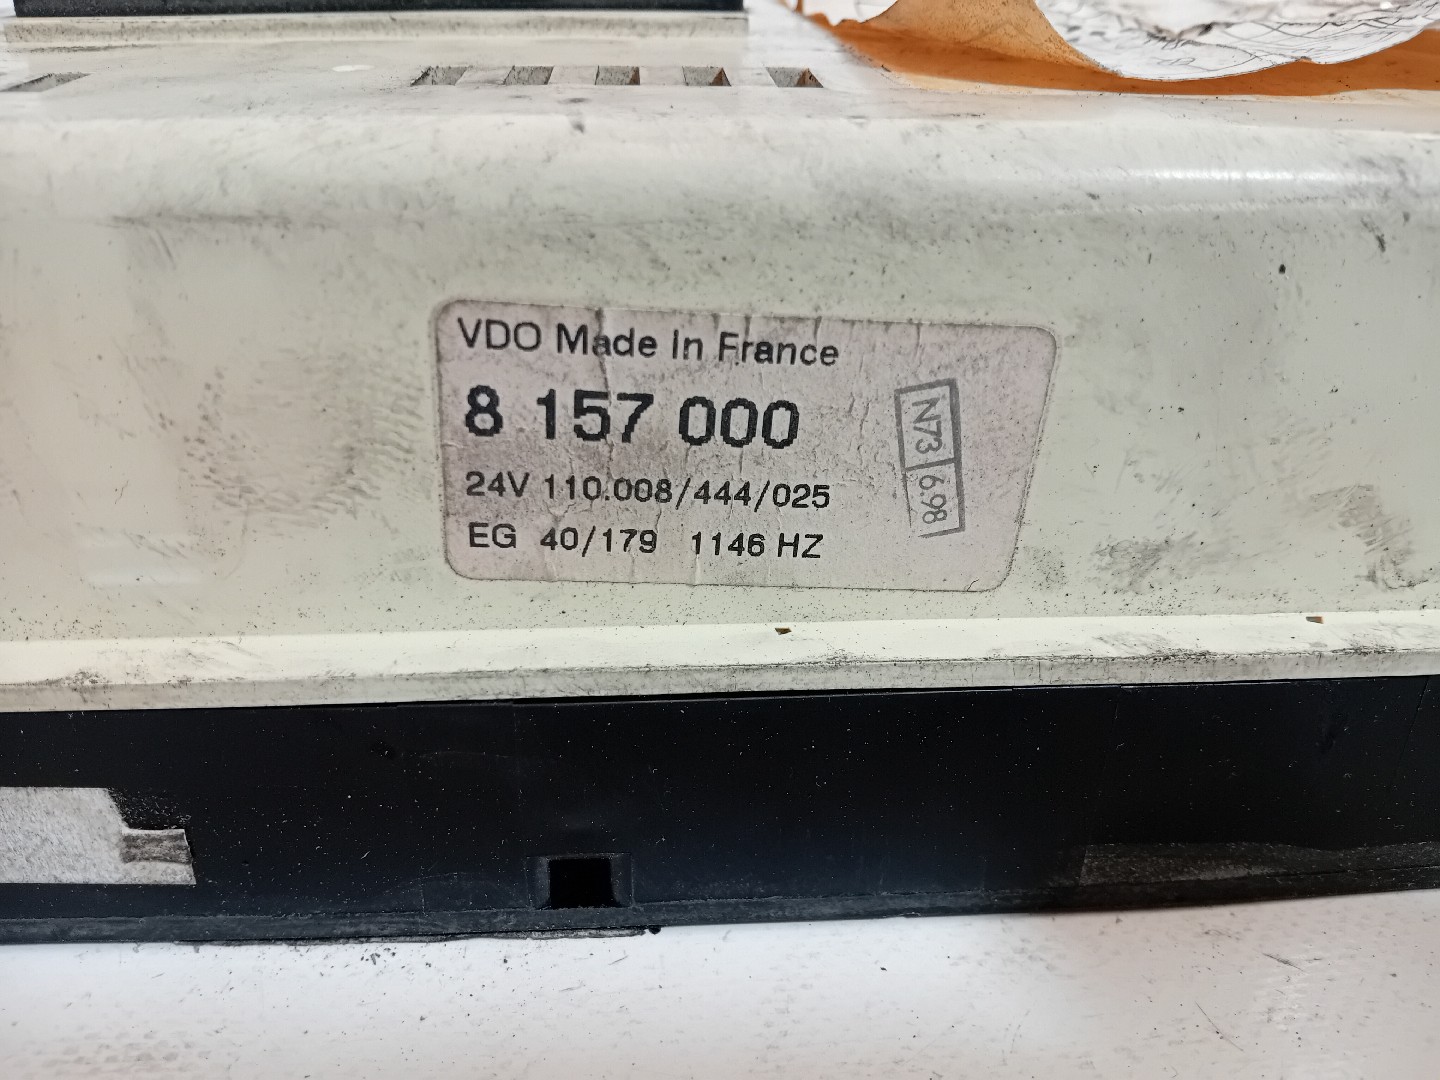 VDO Made In France
8 157 000
24V 110.008/444/025
EG 40/179 1146 HZ
N73 6.98